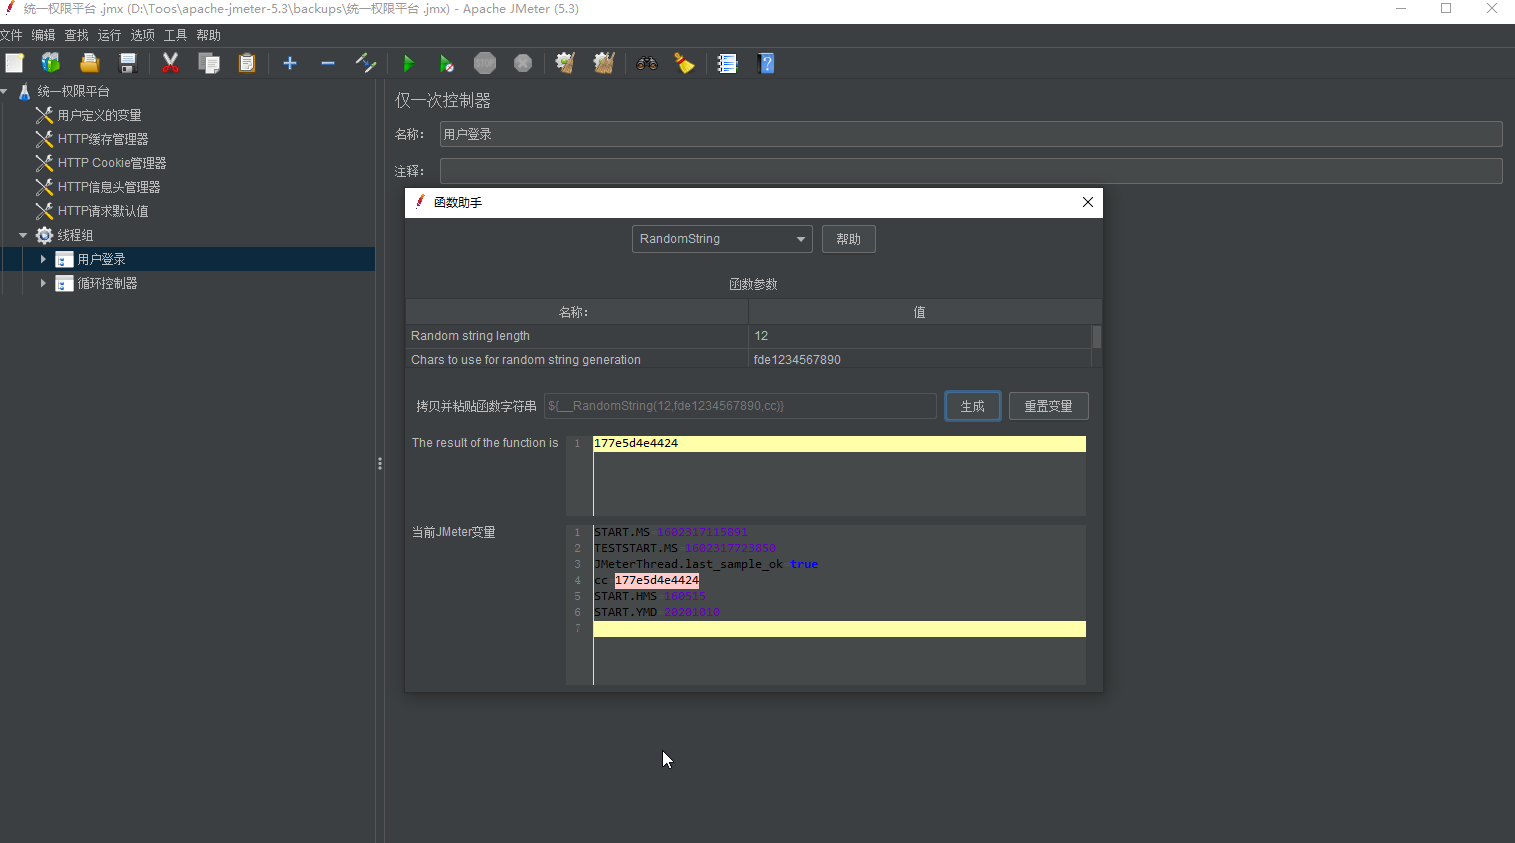 统一权限平台 .jmx (D:\Toos\apache-jmeter-5.3\backups\统一权限平台 .jmx) - Apache JMeter (5.3)
文件 编辑 查找 运行 选项 工具 帮助
STOP
统一权限平台
用户定义的变量
HTTP缓存管理器
HTTP Cookie管理器
HTTP信息头管理器
HTTP请求默认值
线程组
用户登录
循环控制器
仅一次控制器
名称： 用户登录
注释：
函数助手
RandomString 帮助
函数参数
名称： 值
Random string length 12
Chars to use for random string generation fde1234567890
拷贝并粘贴函数字符串 ${__RandomString(12,fde1234567890,cc)} 生成 重置变量
The result of the function is 1 177e5d4e4424
当前JMeter变量
1 START.MS=1602317115891
2 TESTSTART.MS=1602317723850
3 JMeterThread.last_sample_ok=true
4 cc=177e5d4e4424
5 START.HMS=160515
6 START.YMD=20201010
7